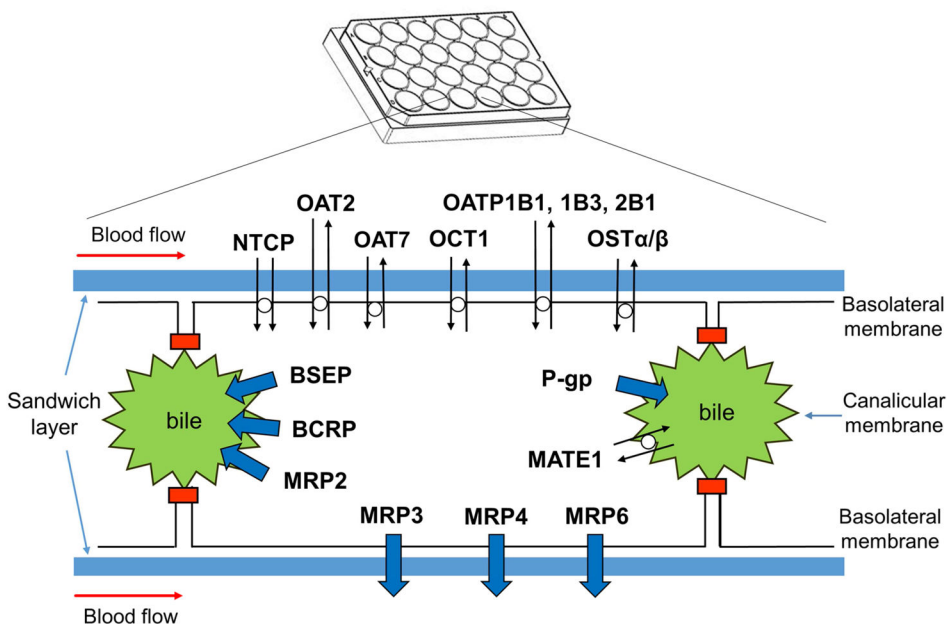 OAT2
OATP1B1, 1B3, 2B1
Blood flow
NTCP
OAT7
OCT1
OSTα/β
Basolateral
membrane
BSEP
P-gp
Sandwich
layer
bile
BCRP
bile
Canalicular
membrane
MATE1
MRP2
MRP3
MRP4
MRP6
Basolateral
membrane
Blood flow